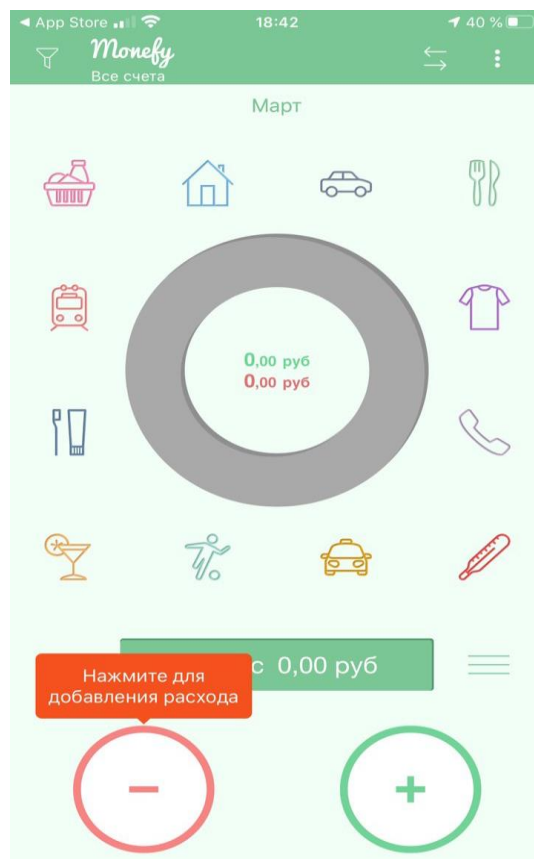 ◄ App Store 18:42 40 %
Monefy
Все счета
Март
0,00 руб
0,00 руб
с 0,00 руб
Нажмите для
добавления расхода